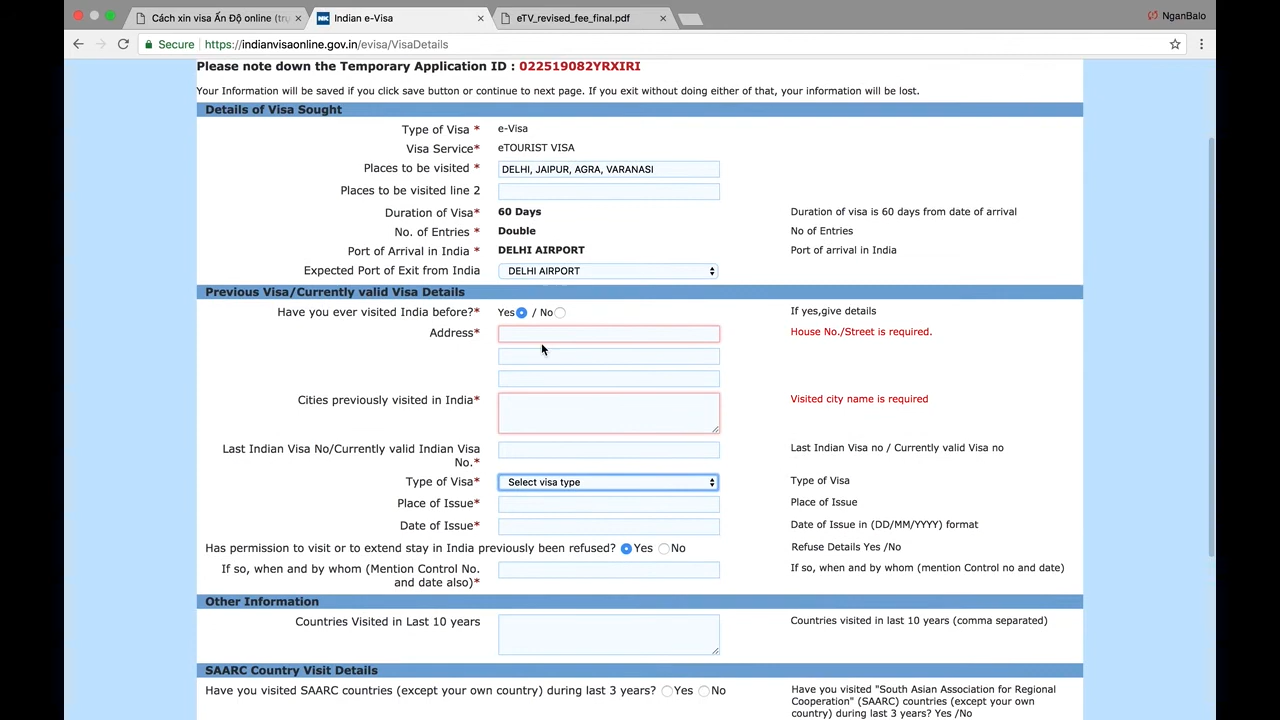 Cách xin visa Ấn Độ online (trự
Indian e-Visa
eTV_revised_fee_final.pdf
NganBalo
Secure
https://indianvisaonline.gov.in/evisa/VisaDetails
Please note down the Temporary Application ID : 022519082YRXIRI
Your Information will be saved if you click save button or continue to next page. If you exit without doing either of that, your information will be lost.
Details of Visa Sought
Type of Visa * e-Visa
Visa Service* eTOURIST VISA
Places to be visited * DELHI, JAIPUR, AGRA, VARANASI
Places to be visited line 2
Duration of Visa* 60 Days Duration of visa is 60 days from date of arrival
No. of Entries* Double No of Entries
Port of Arrival in India * DELHI AIRPORT Port of arrival in India
Expected Port of Exit from India DELHI AIRPORT
Previous Visa/Currently valid Visa Details
Have you ever visited India before?* Yes / No If yes,give details
Address* House No./Street is required.
Cities previously visited in India* Visited city name is required
Last Indian Visa No/Currently valid Indian Visa Last Indian Visa no / Currently valid Visa no
No.*
Type of Visa* Select visa type Type of Visa
Place of Issue* Place of Issue
Date of Issue* Date of Issue in (DD/MM/YYYY) format
Has permission to visit or to extend stay in India previously been refused? Yes No Refuse Details Yes /No
If so, when and by whom (Mention Control No. If so, when and by whom (mention Control no and date)
and date also)*
Other Information
Countries Visited in Last 10 years Countries visited in last 10 years (comma separated)
SAARC Country Visit Details
Have you visited SAARC countries (except your own country) during last 3 years? Yes No Have you visited "South Asian Association for Regional
Cooperation" (SAARC) countries (except your own
country) during last 3 years? Yes /No